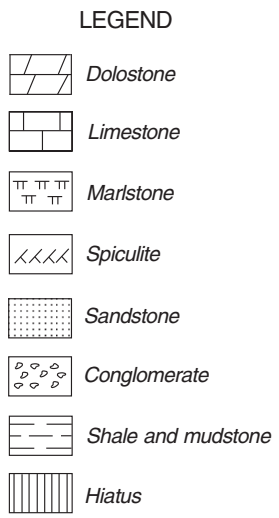 LEGEND
Dolostone
Limestone
Marlstone
Spiculite
Sandstone
Conglomerate
Shale and mudstone
Hiatus